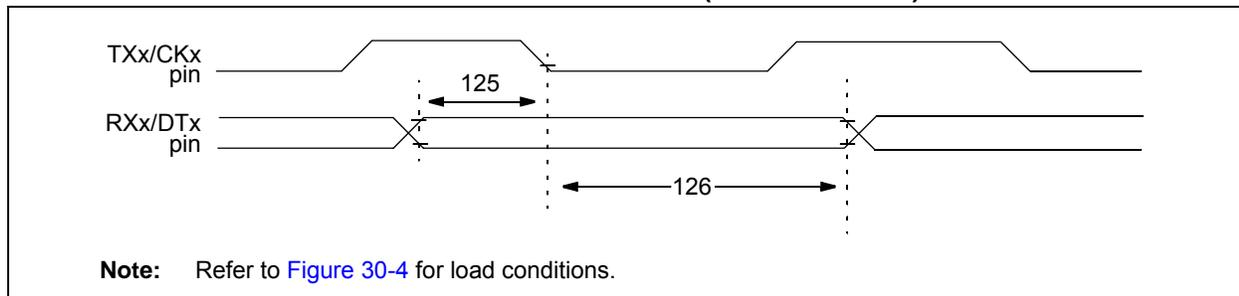 TXx/CKx
pin
125
RXx/DTx
pin
126
Note: Refer to Figure 30-4 for load conditions.